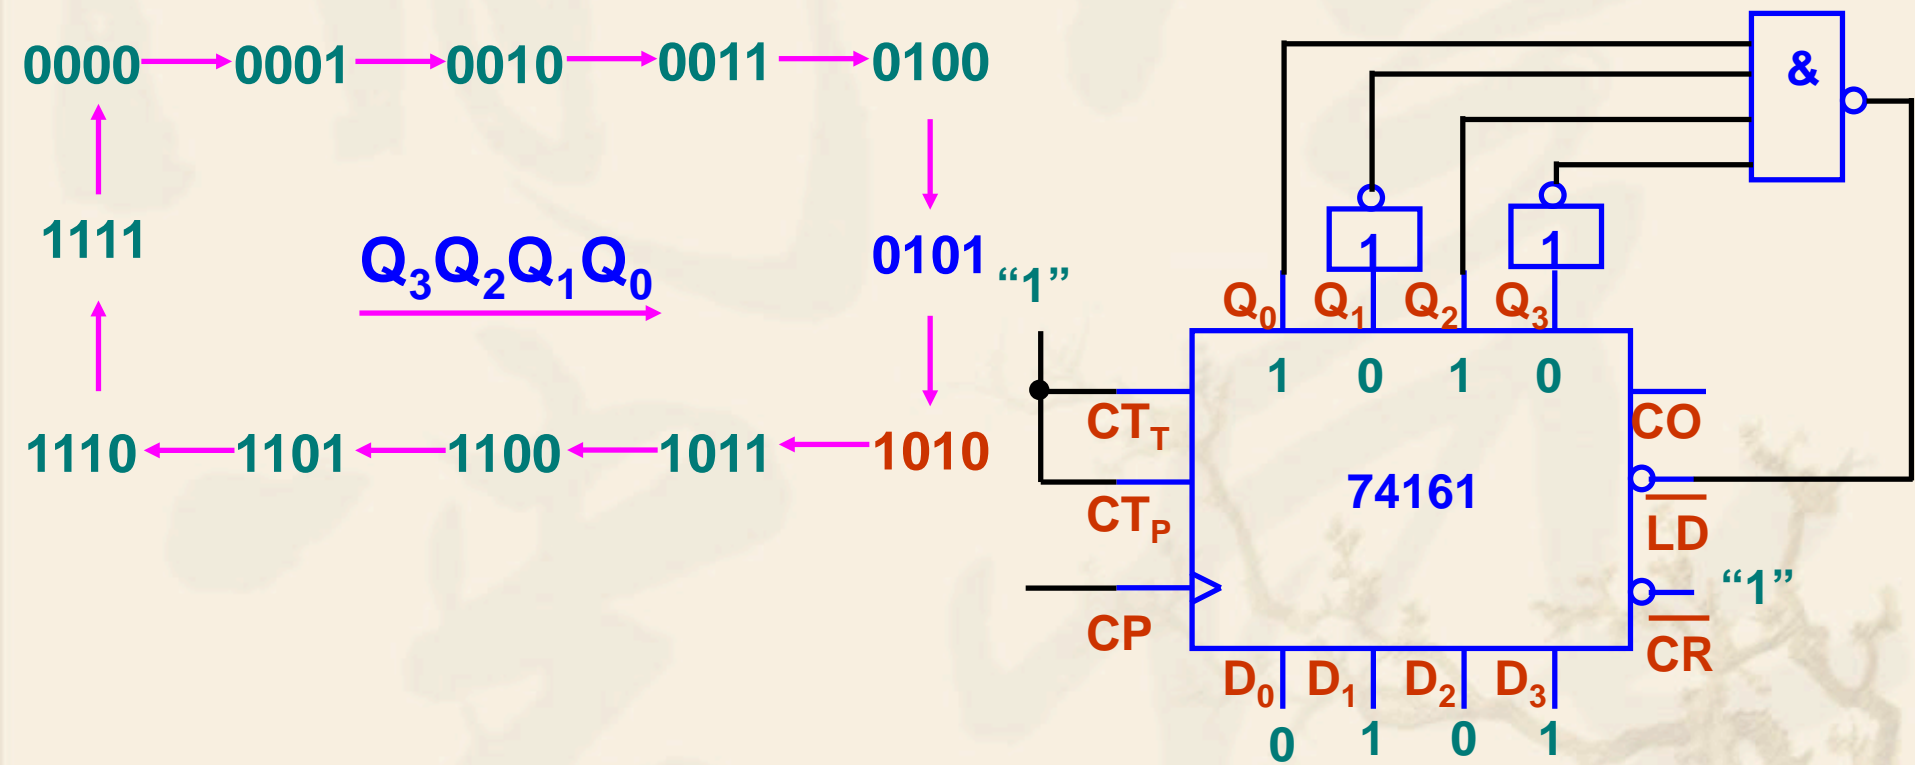 0000 0001 0010 0011 0100
&
1111
Q₃Q₂Q₁Q₀
0101
“1”
1 1
Q₀ Q₁ Q₂ Q₃
1 0 1 0
1110 1101 1100 1011 1010
CT_T
CO
74161
CT_P
LD
“1”
CP
CR
D₀ D₁ D₂ D₃
0 1 0 1